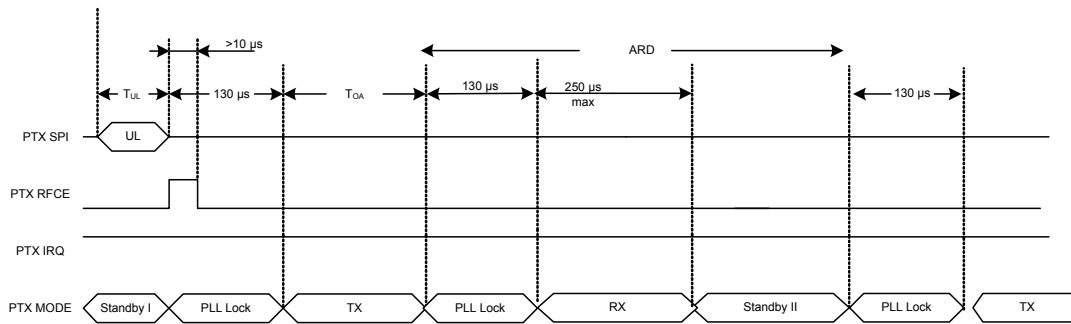 >10 µs
ARD
TUL
130 µs
TOA
130 µs
250 µs
max
130 µs
PTX SPI
UL
PTX RFCE
PTX IRQ
PTX MODE
Standby I
PLL Lock
TX
PLL Lock
RX
Standby II
PLL Lock
TX